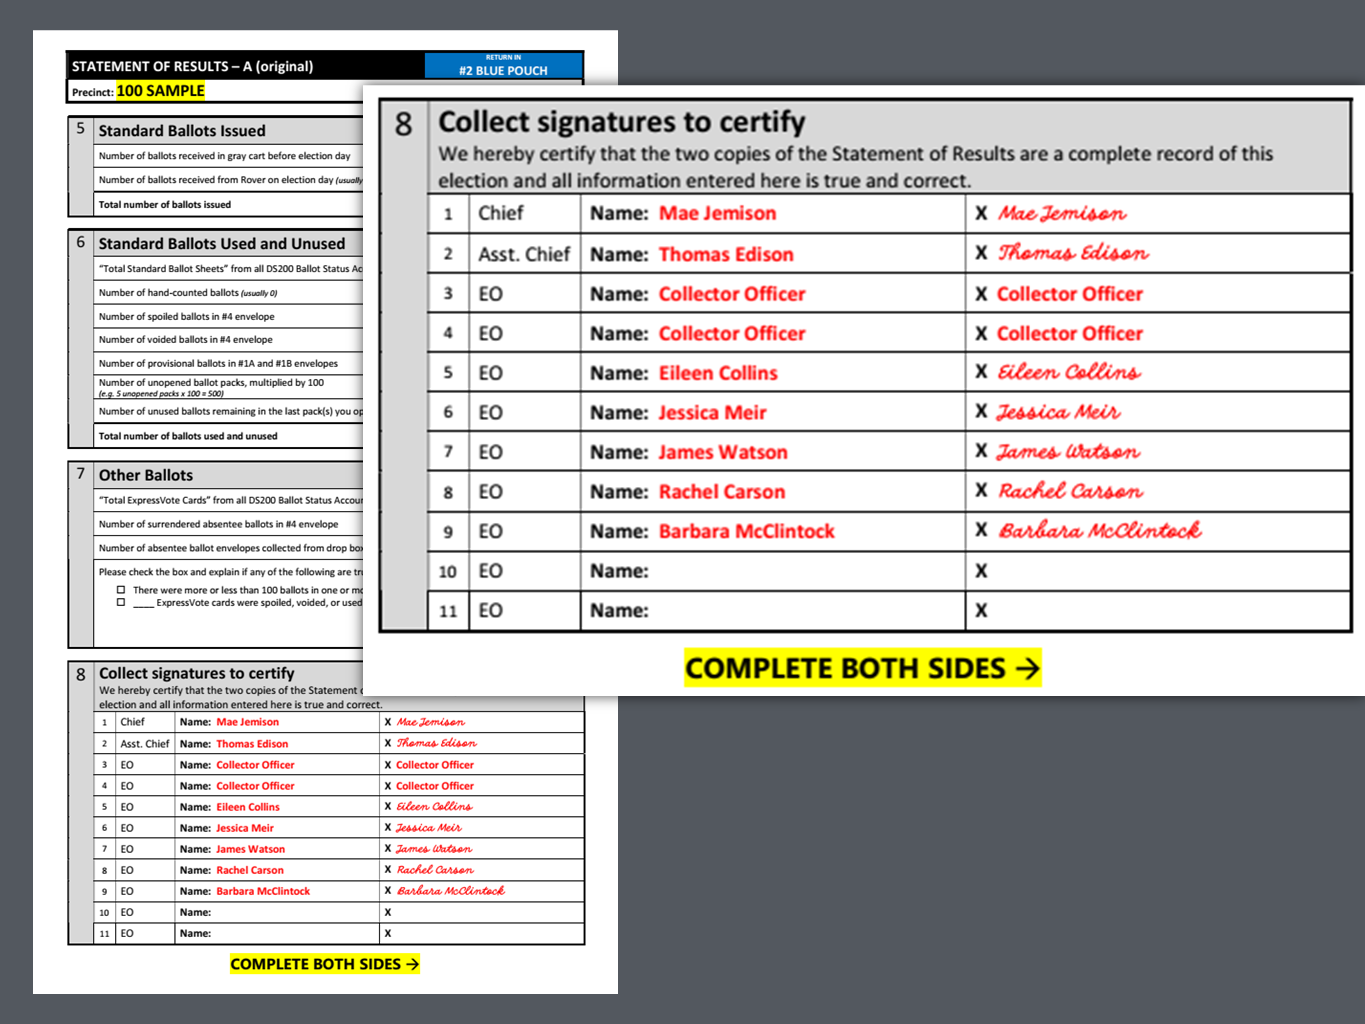 STATEMENT OF RESULTS – A (original)
RETURN IN
#2 BLUE POUCH
Precinct: 100 SAMPLE
5 Standard Ballots Issued
Number of ballots received in gray cart before election day
Number of ballots received from Rover on election day (usually
Total number of ballots issued
6 Standard Ballots Used and Unused
“Total Standard Ballot Sheets” from all DS200 Ballot Status Ac
Number of hand-counted ballots (usually 0)
Number of spoiled ballots in #4 envelope
Number of voided ballots in #4 envelope
Number of provisional ballots in #1A and #1B envelopes
Number of unopened ballot packs, multiplied by 100
(e.g. 5 unopened packs x 100 = 500)
Number of unused ballots remaining in the last pack(s) you op
Total number of ballots used and unused
7 Other Ballots
“Total ExpressVote Cards” from all DS200 Ballot Status Accou
Number of surrendered absentee ballots in #4 envelope
Number of absentee ballot envelopes collected from drop box
Please check the box and explain if any of the following are tr
☐ There were more or less than 100 ballots in one or mo
☐ ____ ExpressVote cards were spoiled, voided, or used
8 Collect signatures to certify
We hereby certify that the two copies of the Statement
election and all information entered here is true and correct.
1 Chief Name: Mae Jemison X Mae Jemison
2 Asst. Chief Name: Thomas Edison X Thomas Edison
3 EO Name: Collector Officer X Collector Officer
4 EO Name: Collector Officer X Collector Officer
5 EO Name: Eileen Collins X Eileen Collins
6 EO Name: Jessica Meir X Jessica Meir
7 EO Name: James Watson X James Watson
8 EO Name: Rachel Carson X Rachel Carson
9 EO Name: Barbara McClintock X Barbara McClintock
10 EO Name: X
11 EO Name: X
COMPLETE BOTH SIDES →
8 Collect signatures to certify
We hereby certify that the two copies of the Statement of Results are a complete record of this
election and all information entered here is true and correct.
1 Chief Name: Mae Jemison X Mae Jemison
2 Asst. Chief Name: Thomas Edison X Thomas Edison
3 EO Name: Collector Officer X Collector Officer
4 EO Name: Collector Officer X Collector Officer
5 EO Name: Eileen Collins X Eileen Collins
6 EO Name: Jessica Meir X Jessica Meir
7 EO Name: James Watson X James Watson
8 EO Name: Rachel Carson X Rachel Carson
9 EO Name: Barbara McClintock X Barbara McClintock
10 EO Name: X
11 EO Name: X
COMPLETE BOTH SIDES →